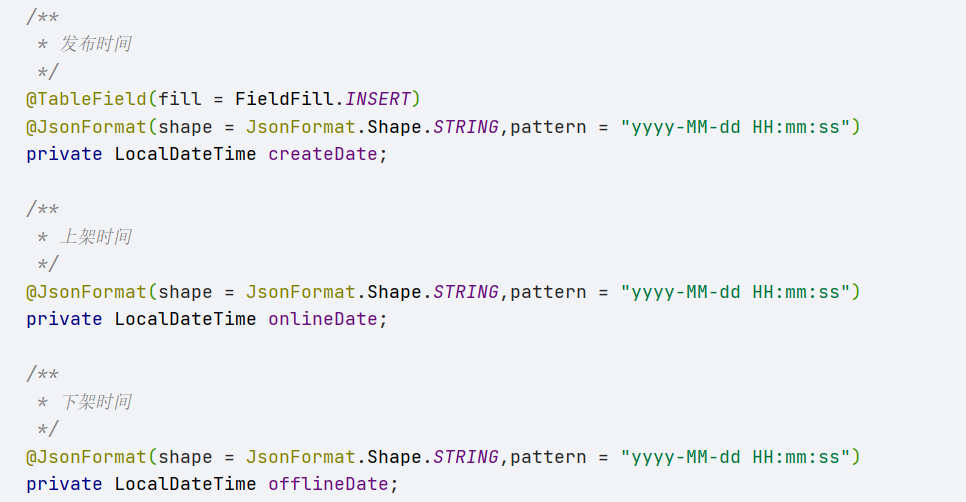 /**
 * 发布时间
 */
@TableField(fill = FieldFill.INSERT)
@JsonFormat(shape = JsonFormat.Shape.STRING,pattern = "yyyy-MM-dd HH:mm:ss")
private LocalDateTime createDate;
/**
 * 上架时间
 */
@JsonFormat(shape = JsonFormat.Shape.STRING,pattern = "yyyy-MM-dd HH:mm:ss")
private LocalDateTime onlineDate;
/**
 * 下架时间
 */
@JsonFormat(shape = JsonFormat.Shape.STRING,pattern = "yyyy-MM-dd HH:mm:ss")
private LocalDateTime offlineDate;